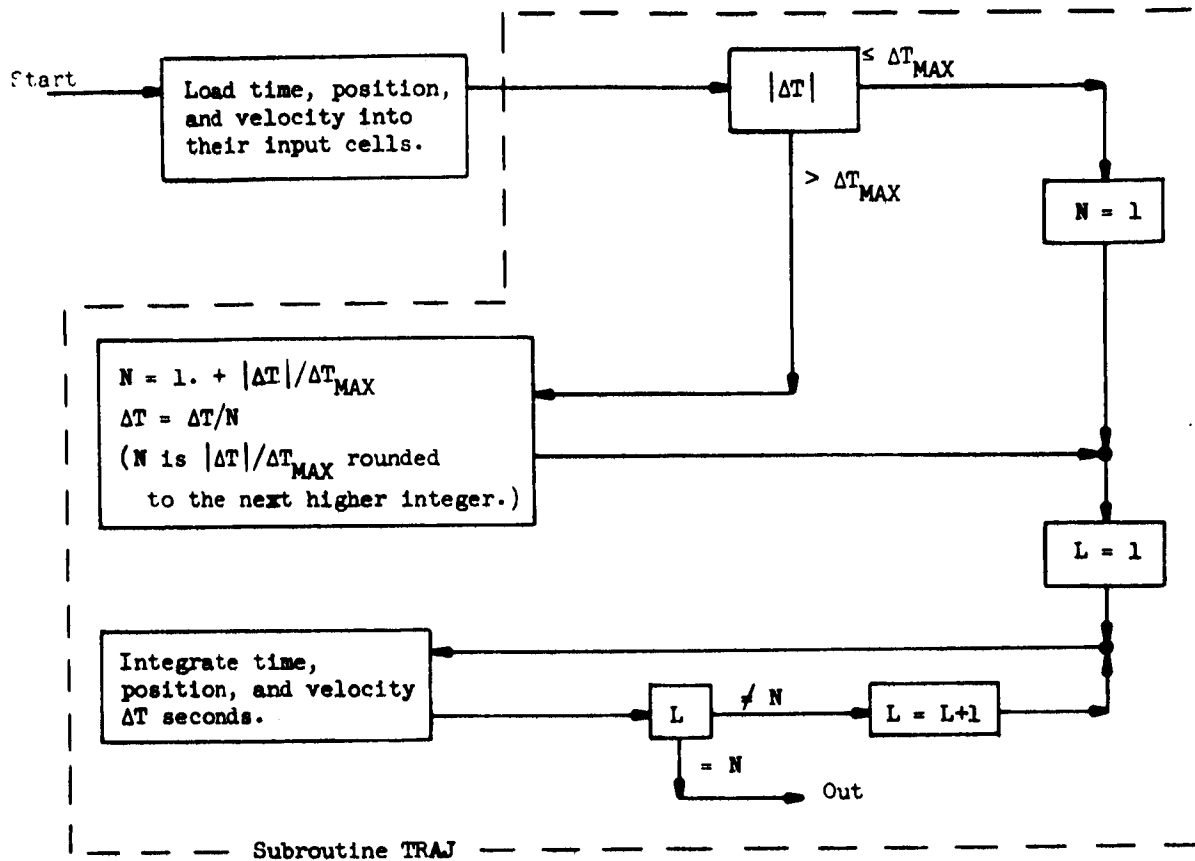 Start
Load time, position,
and velocity into
their input cells.
|ΔT|
≤ ΔT_MAX
> ΔT_MAX
N = 1
N = 1. + |ΔT|/ΔT_MAX
ΔT = ΔT/N
(N is |ΔT|/ΔT_MAX rounded
to the next higher integer.)
L = 1
Integrate time,
position, and velocity
ΔT seconds.
L
≠ N
L = L+1
= N
Out
Subroutine TRAJ